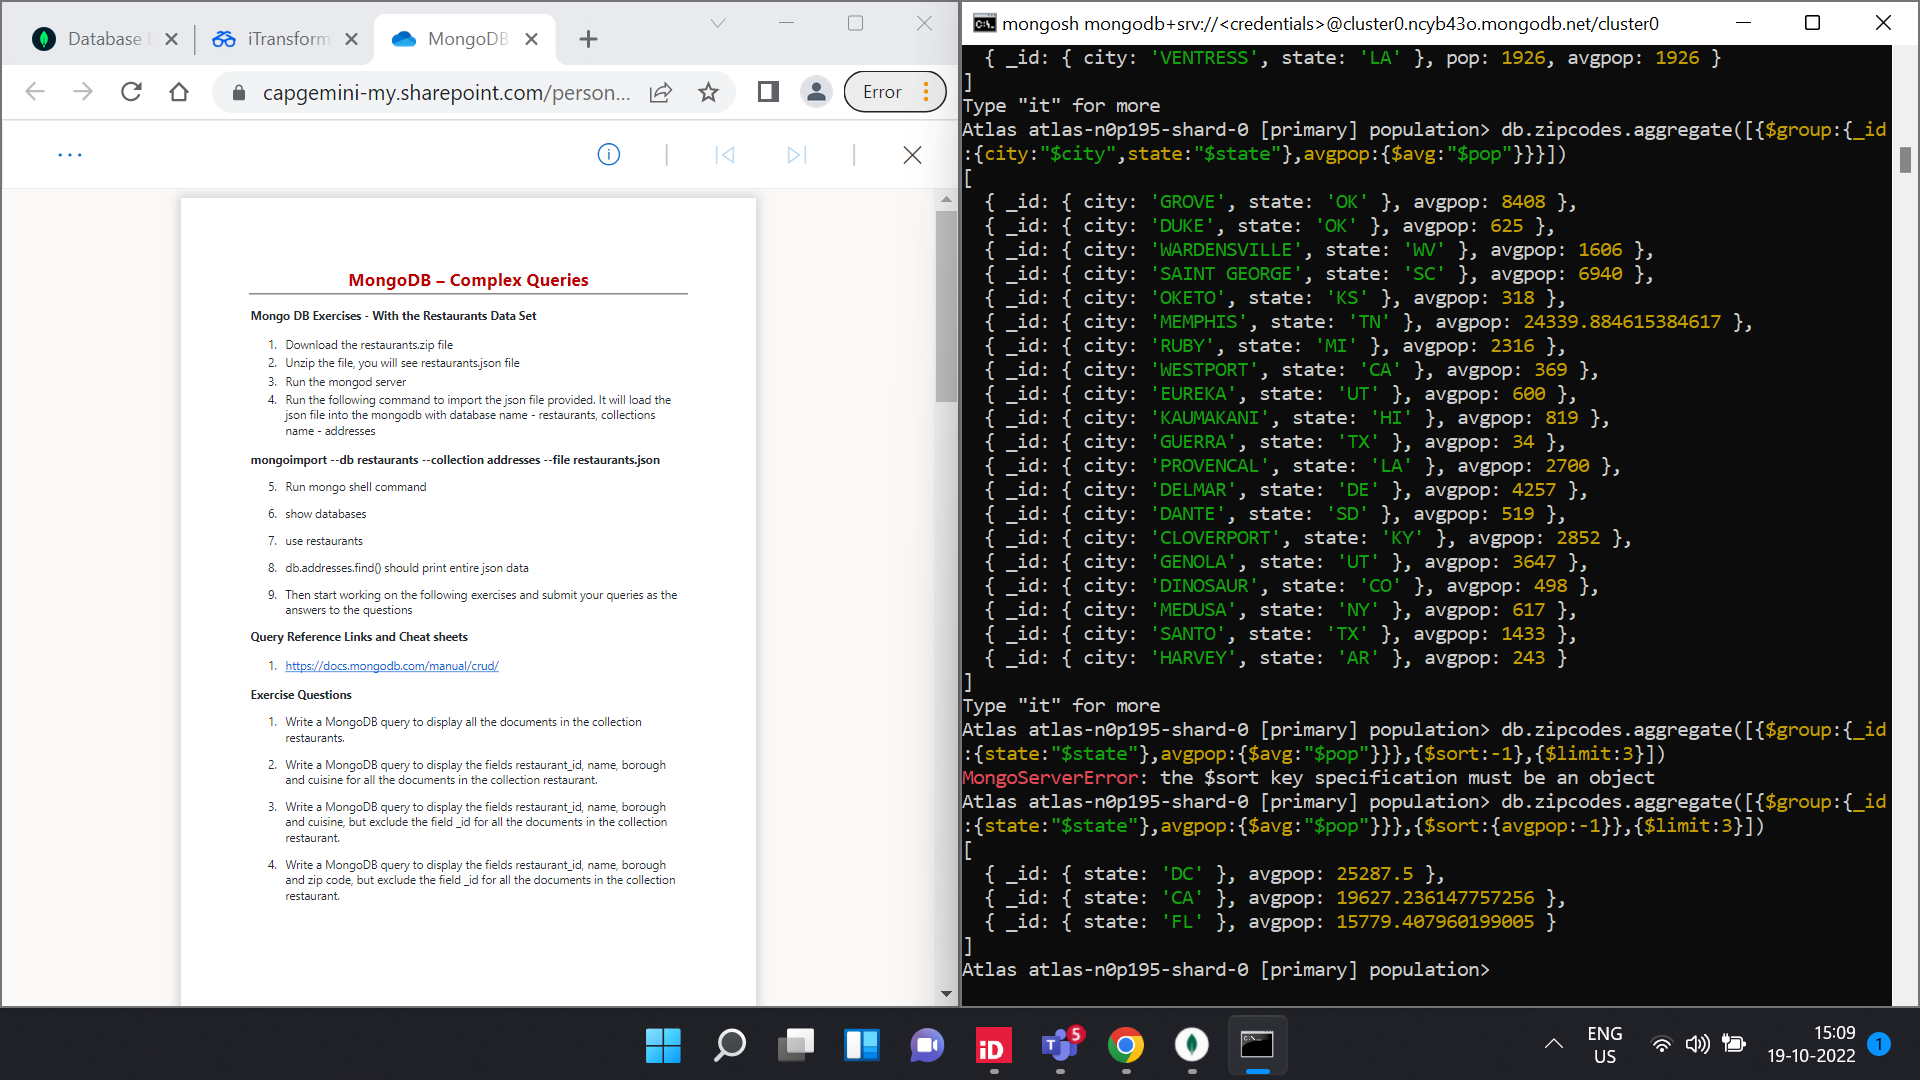 Database
iTransform
MongoDB
capgemini-my.sharepoint.com/person...
Error
MongoDB – Complex Queries
Mongo DB Exercises - With the Restaurants Data Set
1. Download the restaurants.zip file
2. Unzip the file, you will see restaurants.json file
3. Run the mongod server
4. Run the following command to import the json file provided. It will load the
json file into the mongodb with database name - restaurants, collections
name - addresses
mongoimport --db restaurants --collection addresses --file restaurants.json
5. Run mongo shell command
6. show databases
7. use restaurants
8. db.addresses.find() should print entire json data
9. Then start working on the following exercises and submit your queries as the
answers to the questions
Query Reference Links and Cheat sheets
1. https://docs.mongodb.com/manual/crud/
Exercise Questions
1. Write a MongoDB query to display all the documents in the collection
restaurants.
2. Write a MongoDB query to display the fields restaurant_id, name, borough
and cuisine for all the documents in the collection restaurant.
3. Write a MongoDB query to display the fields restaurant_id, name, borough
and cuisine, but exclude the field _id for all the documents in the collection
restaurant.
4. Write a MongoDB query to display the fields restaurant_id, name, borough
and zip code, but exclude the field _id for all the documents in the collection
restaurant.
mongosh mongodb+srv://<credentials>@cluster0.ncyb43o.mongodb.net/cluster0
{ _id: { city: 'VENTRESS', state: 'LA' }, pop: 1926, avgpop: 1926 }
]
Type "it" for more
Atlas atlas-n0p195-shard-0 [primary] population> db.zipcodes.aggregate([{$group:{_id
:{city:"$city",state:"$state"},avgpop:{$avg:"$pop"}}}])
[
{ _id: { city: 'GROVE', state: 'OK' }, avgpop: 8408 },
{ _id: { city: 'DUKE', state: 'OK' }, avgpop: 625 },
{ _id: { city: 'WARDENSVILLE', state: 'WV' }, avgpop: 1606 },
{ _id: { city: 'SAINT GEORGE', state: 'SC' }, avgpop: 6940 },
{ _id: { city: 'OKETO', state: 'KS' }, avgpop: 318 },
{ _id: { city: 'MEMPHIS', state: 'TN' }, avgpop: 24339.884615384617 },
{ _id: { city: 'RUBY', state: 'MI' }, avgpop: 2316 },
{ _id: { city: 'WESTPORT', state: 'CA' }, avgpop: 369 },
{ _id: { city: 'EUREKA', state: 'UT' }, avgpop: 600 },
{ _id: { city: 'KAUMAKANI', state: 'HI' }, avgpop: 819 },
{ _id: { city: 'GUERRA', state: 'TX' }, avgpop: 34 },
{ _id: { city: 'PROVENCAL', state: 'LA' }, avgpop: 2700 },
{ _id: { city: 'DELMAR', state: 'DE' }, avgpop: 4257 },
{ _id: { city: 'DANTE', state: 'SD' }, avgpop: 519 },
{ _id: { city: 'CLOVERPORT', state: 'KY' }, avgpop: 2852 },
{ _id: { city: 'GENOLA', state: 'UT' }, avgpop: 3647 },
{ _id: { city: 'DINOSAUR', state: 'CO' }, avgpop: 498 },
{ _id: { city: 'MEDUSA', state: 'NY' }, avgpop: 617 },
{ _id: { city: 'SANTO', state: 'TX' }, avgpop: 1433 },
{ _id: { city: 'HARVEY', state: 'AR' }, avgpop: 243 }
]
Type "it" for more
Atlas atlas-n0p195-shard-0 [primary] population> db.zipcodes.aggregate([{$group:{_id
:{state:"$state"},avgpop:{$avg:"$pop"}}},{$sort:-1},{$limit:3}])
MongoServerError: the $sort key specification must be an object
Atlas atlas-n0p195-shard-0 [primary] population> db.zipcodes.aggregate([{$group:{_id
:{state:"$state"},avgpop:{$avg:"$pop"}}},{$sort:{avgpop:-1}},{$limit:3}])
[
{ _id: { state: 'DC' }, avgpop: 25287.5 },
{ _id: { state: 'CA' }, avgpop: 19627.236147757256 },
{ _id: { state: 'FL' }, avgpop: 15779.407960199005 }
]
Atlas atlas-n0p195-shard-0 [primary] population>
iD
T
5
ENG
US
15:09
19-10-2022
1